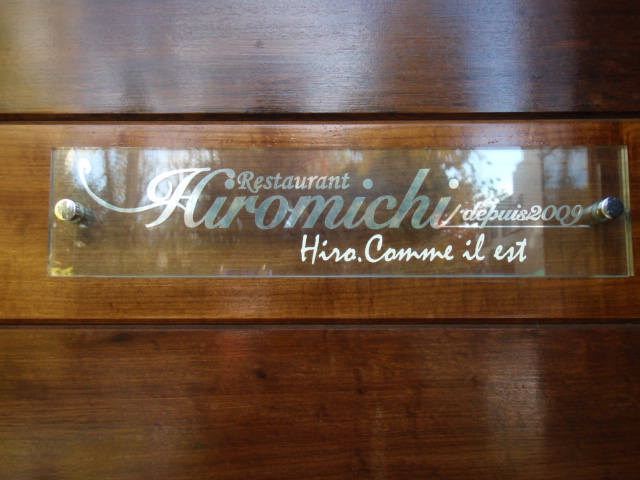 Restaurant
Hiromichi / depuis2009
Hiro.Comme il est